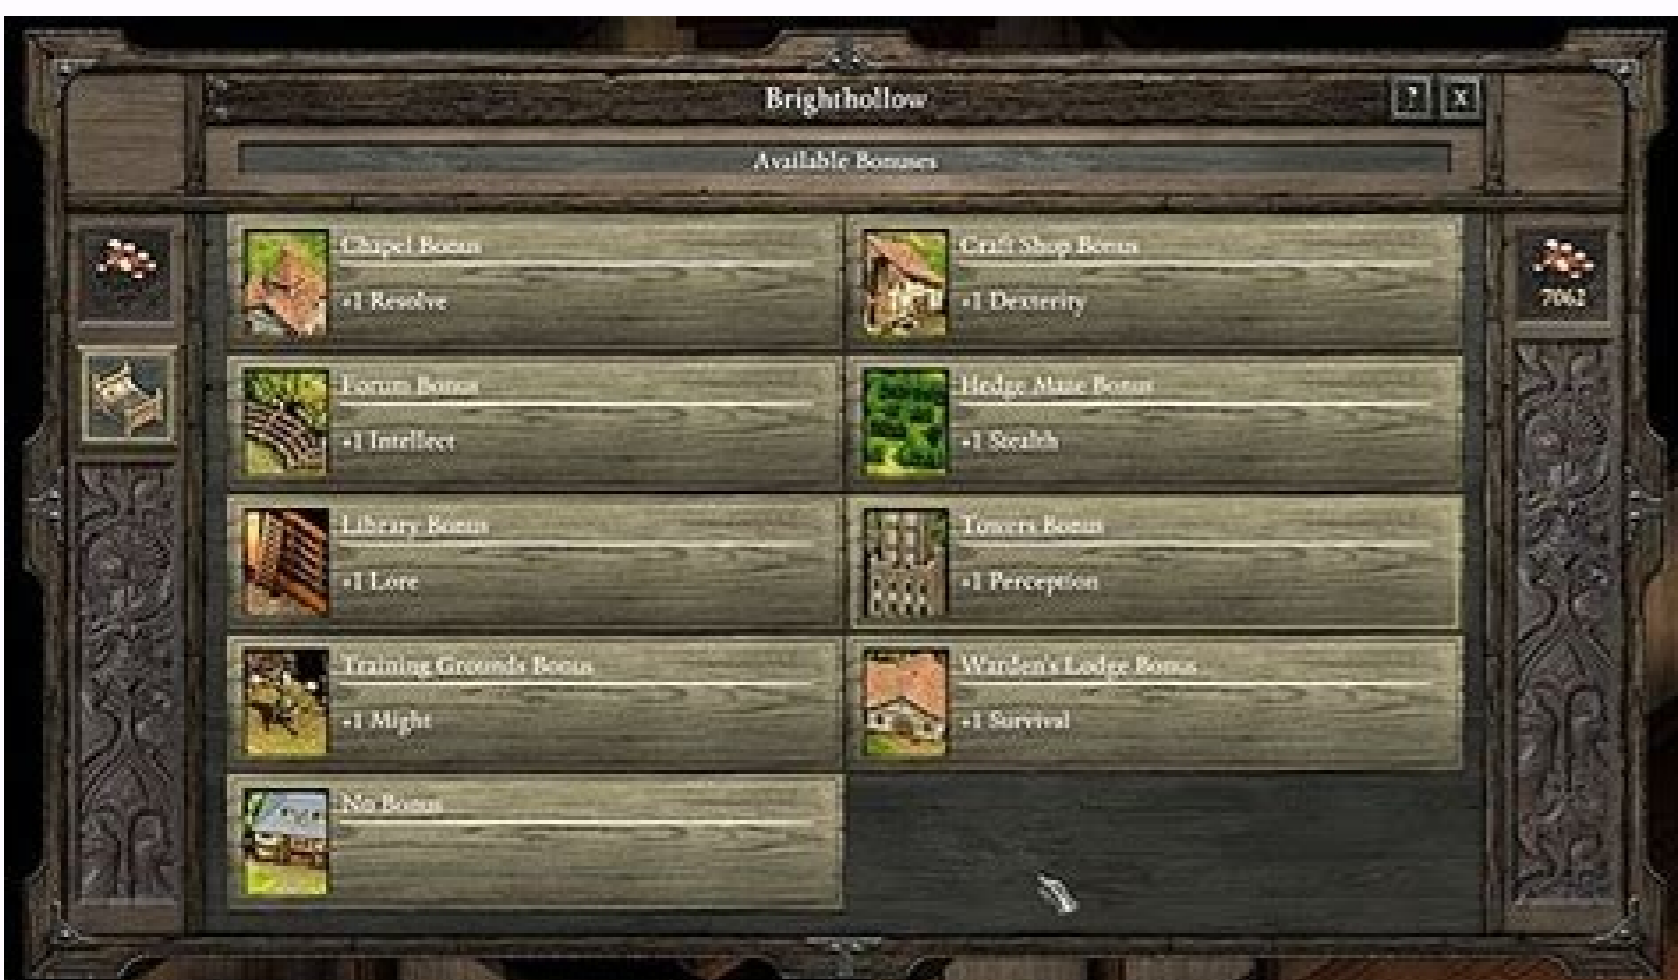 Brighthollow
? X
Available Bonuses
Chapel Bonus
+1 Resolve
Craft Shop Bonus
+1 Dexterity
7062
Forum Bonus
+1 Intellect
Hedge Maze Bonus
+1 Stealth
Library Bonus
+1 Lore
Towers Bonus
+1 Perception
Training Grounds Bonus
+1 Might
Warden's Lodge Bonus
+1 Survival
No Bonus